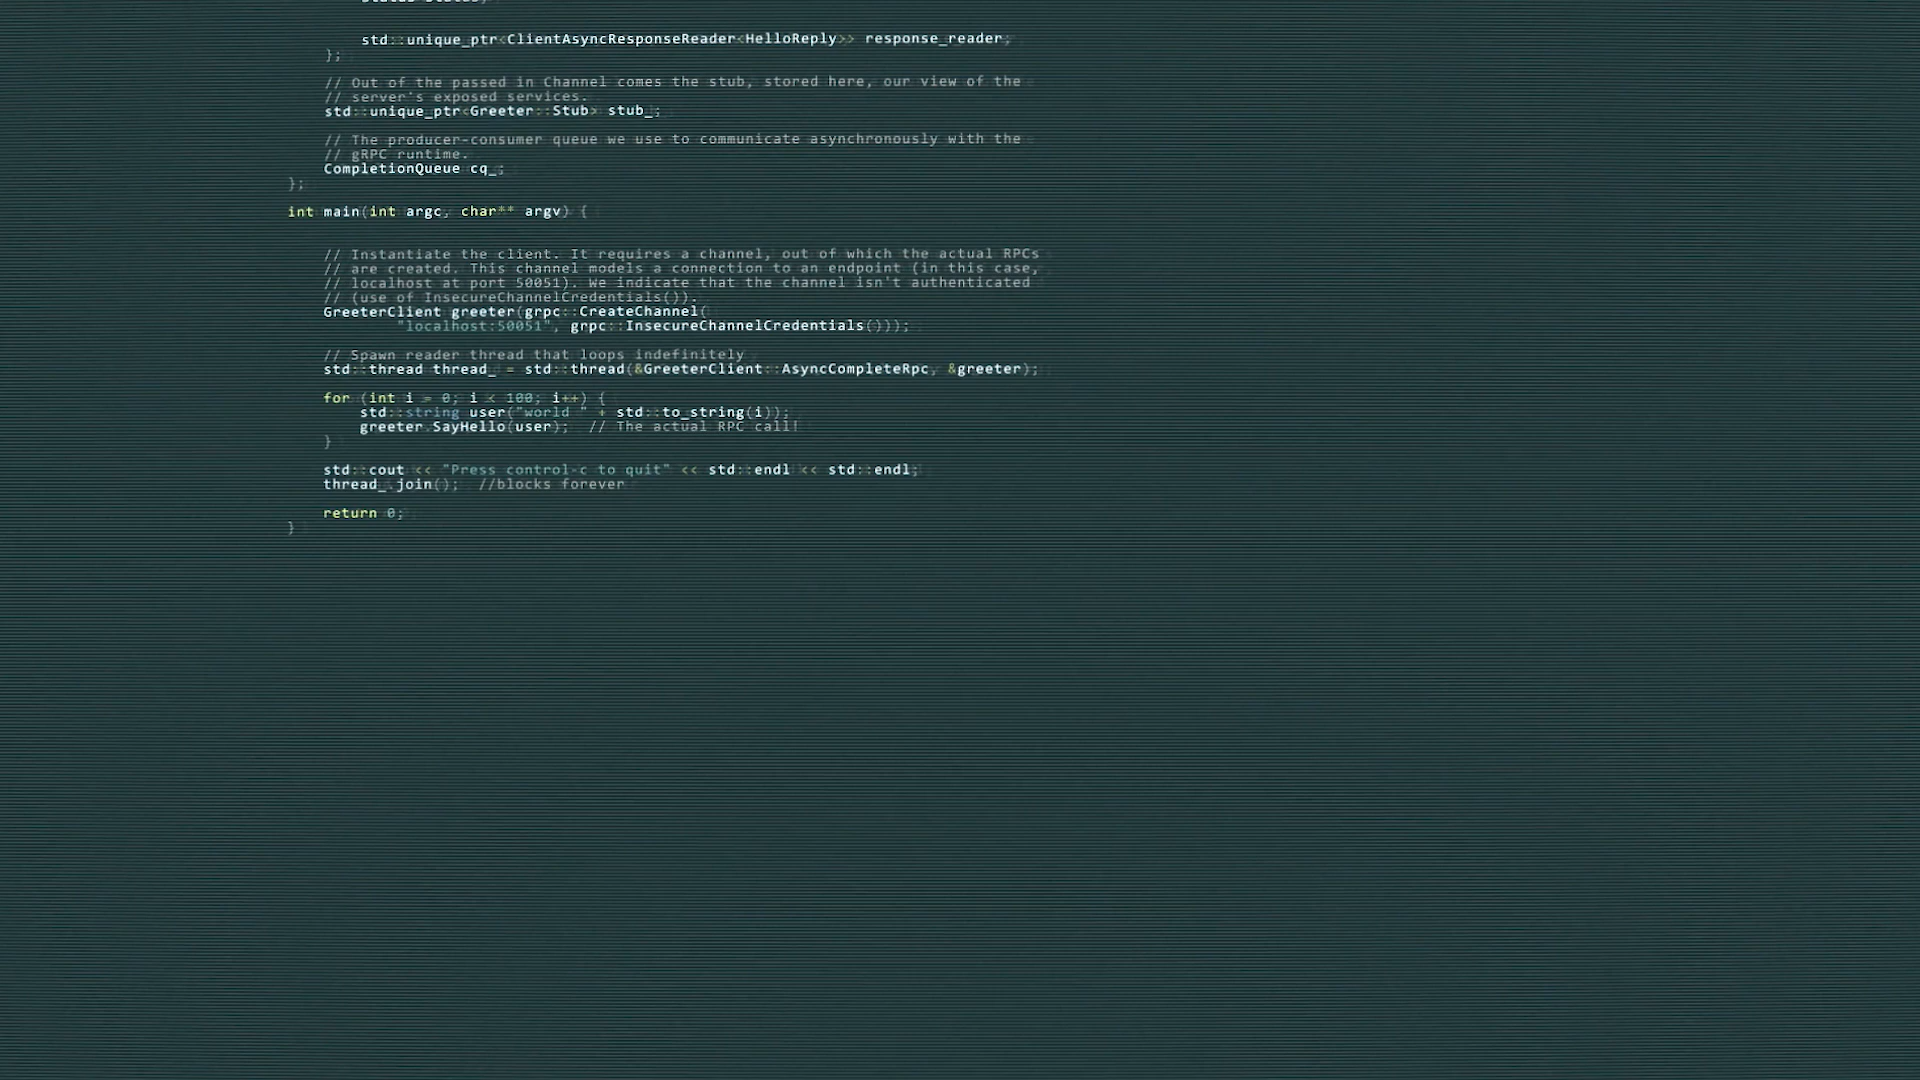 std::unique_ptr<ClientAsyncResponseReader<HelloReply>> response_reader;
};
// Out of the passed in Channel comes the stub, stored here, our view of the
// server's exposed services.
std::unique_ptr<Greeter::Stub> stub_;
// The producer-consumer queue we use to communicate asynchronously with the
// gRPC runtime.
CompletionQueue cq_;
};
int main(int argc, char** argv) {
// Instantiate the client. It requires a channel, out of which the actual RPCs
// are created. This channel models a connection to an endpoint (in this case,
// localhost at port 50051). We indicate that the channel isn't authenticated
// (use of InsecureChannelCredentials()).
GreeterClient greeter(grpc::CreateChannel(
"localhost:50051", grpc::InsecureChannelCredentials()));
// Spawn reader thread that loops indefinitely
std::thread thread_ = std::thread(&GreeterClient::AsyncCompleteRpc, &greeter);
for (int i = 0; i < 100; i++) {
std::string user("world " + std::to_string(i));
greeter.SayHello(user);  // The actual RPC call!
}
std::cout << "Press control-c to quit" << std::endl << std::endl;
thread_.join();  //blocks forever
return 0;
}